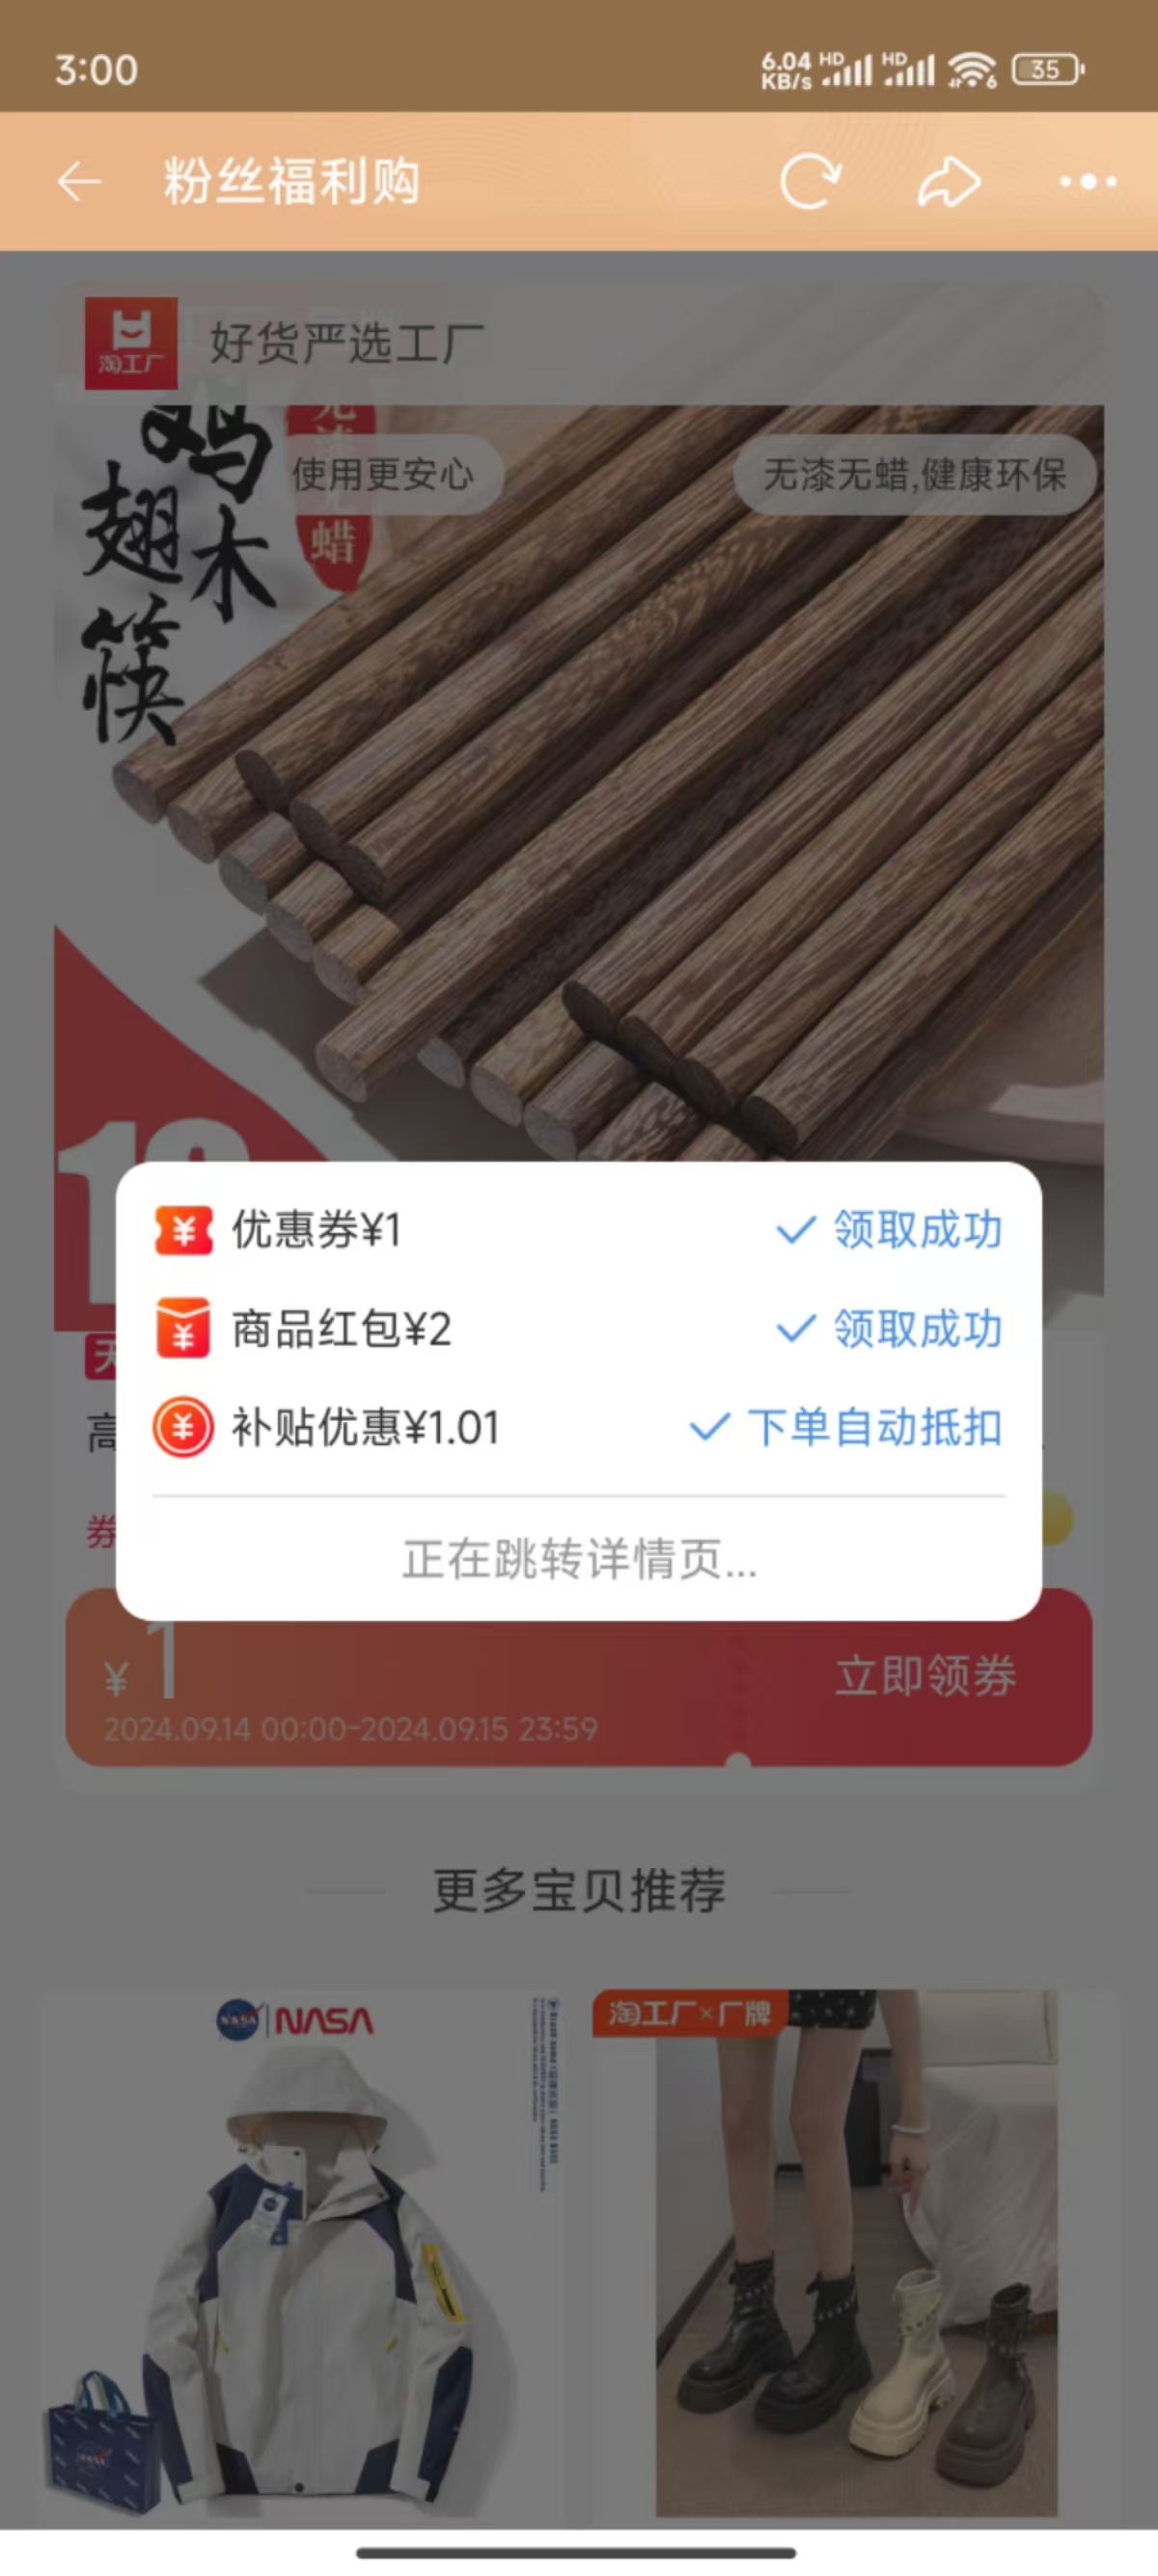 3:00
6.04 KB/s HD HD 6 35
粉丝福利购
淘工厂
好货严选工厂
鸡翅木筷
使用更安心
无漆无蜡,健康环保
优惠券¥1
领取成功
商品红包¥2
领取成功
补贴优惠¥1.01
下单自动抵扣
正在跳转详情页...
高
券
¥1
立即领券
2024.09.14 00:00-2024.09.15 23:59
更多宝贝推荐
NASA
NASA
淘工厂×厂牌
NASA